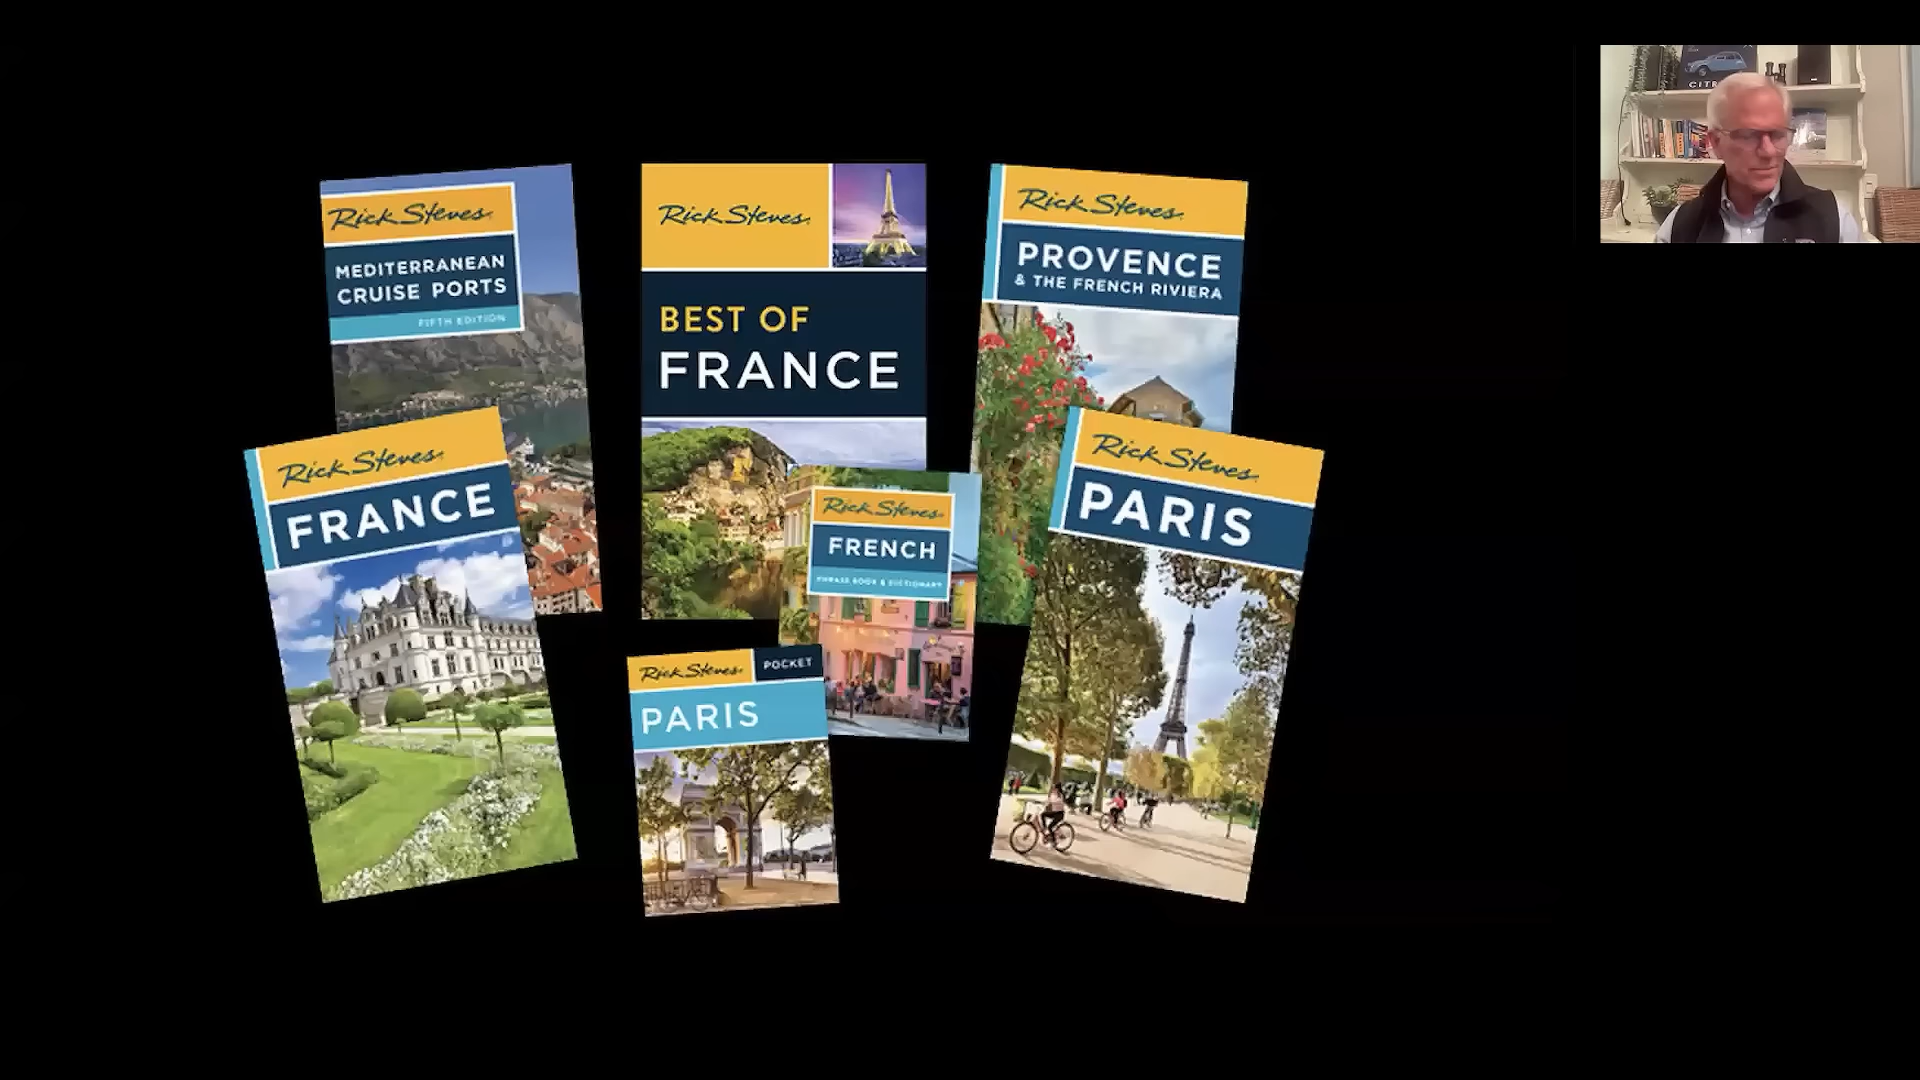 Rick Steves
MEDITERRANEAN
CRUISE PORTS
FIFTH EDITION
Rick Steves
BEST OF
FRANCE
Rick Steves
PROVENCE
& THE FRENCH RIVIERA
Rick Steves
FRANCE
Rick Steves
FRENCH
PHRASE BOOK & DICTIONARY
Rick Steves
PARIS
Rick Steves
POCKET
PARIS